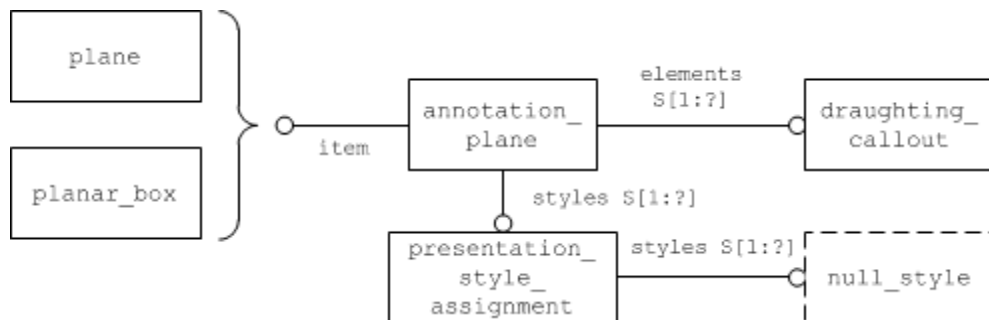 plane
planar_box
item
annotation_
plane
elements
S[1:?]
draughting_
callout
styles S[1:?]
presentation_
style_
assignment
styles S[1:?]
null_style